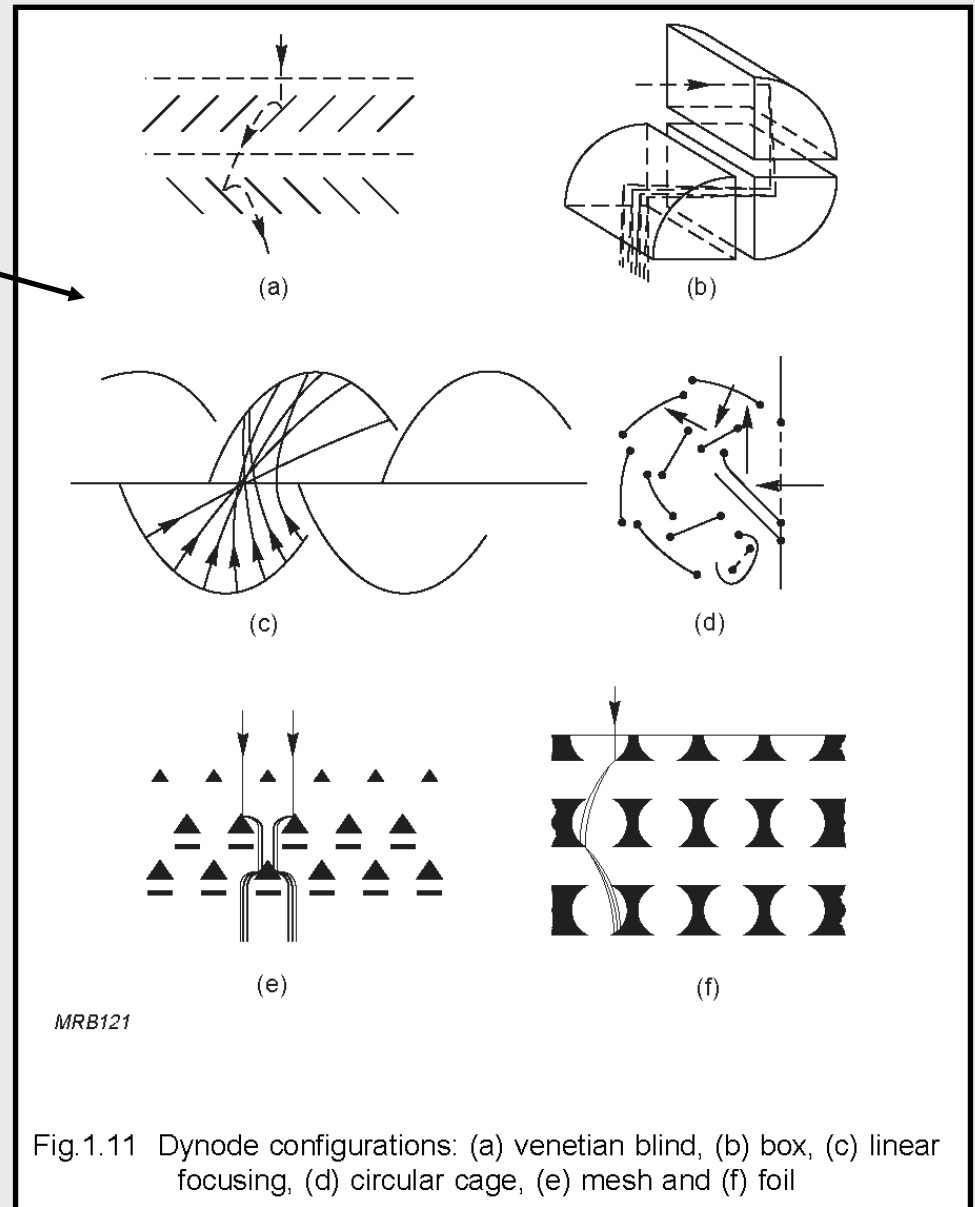 (a)
(b)
(c)
(d)
(e)
(f)
MRB121
Fig.1.11 Dynode configurations: (a) venetian blind, (b) box, (c) linear
focusing, (d) circular cage, (e) mesh and (f) foil